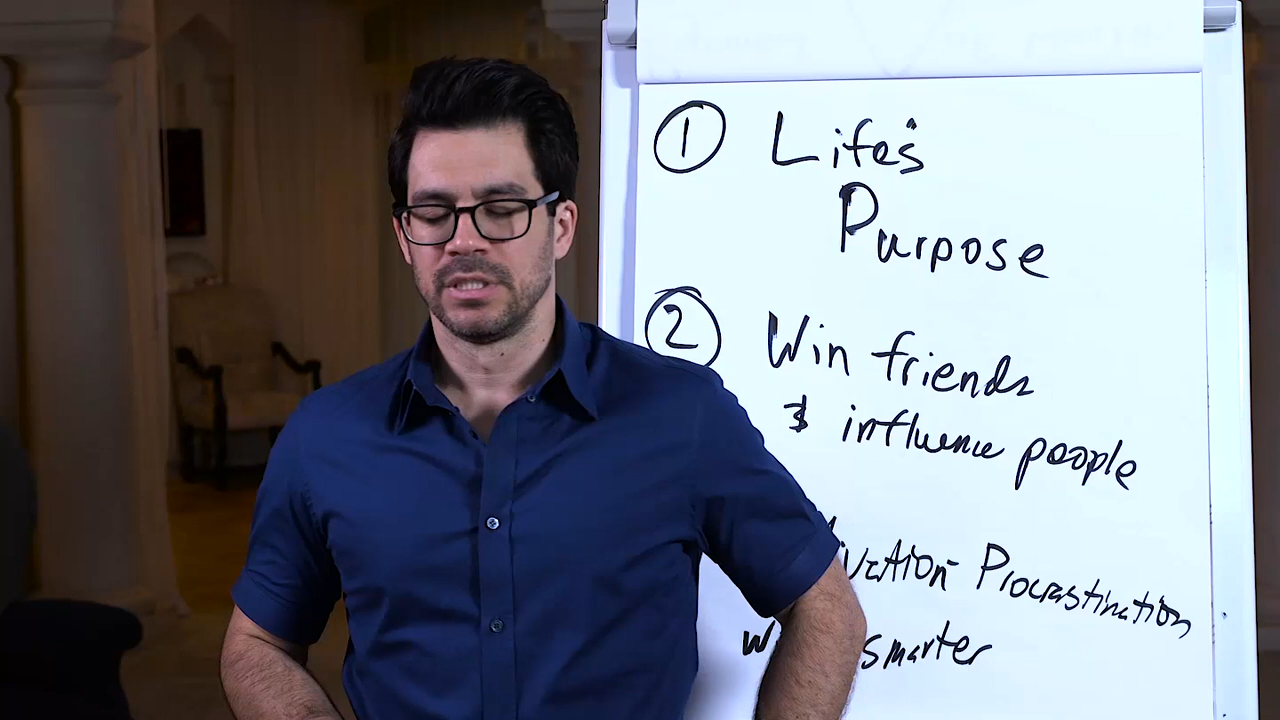 ① Life's
Purpose
② Win friends
& influence people
Procrastination
smarter